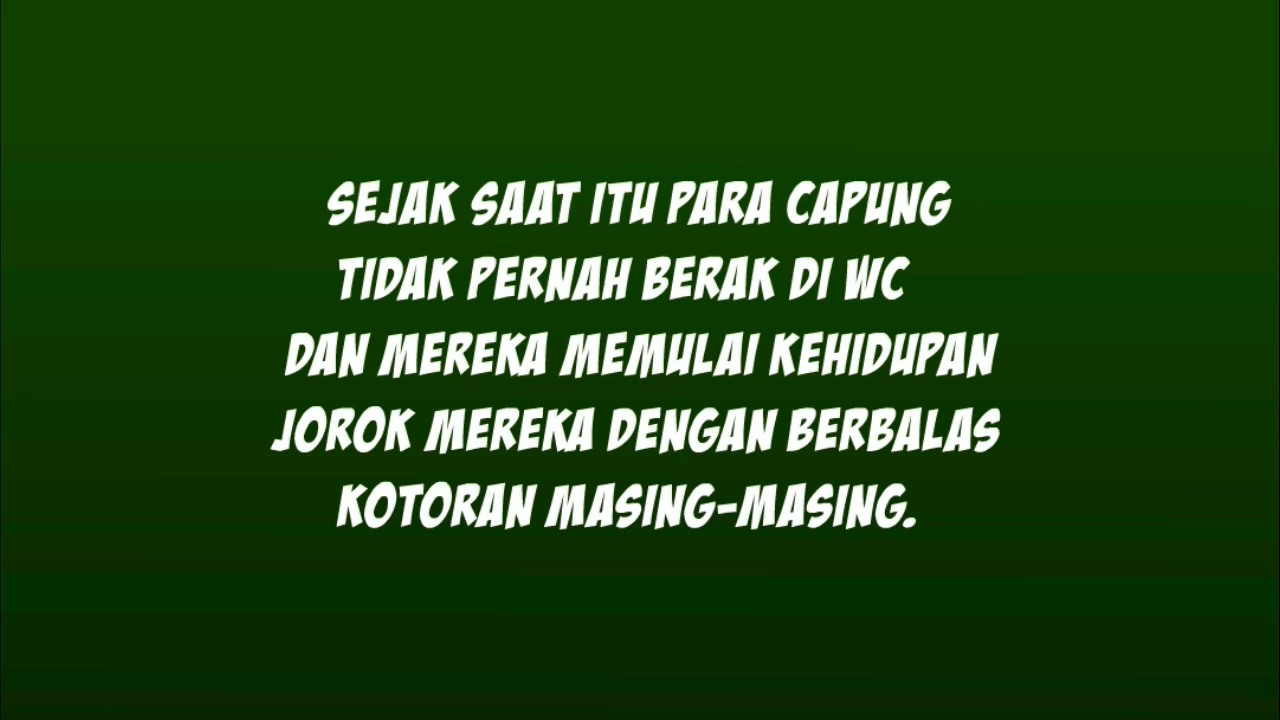 SEJAK SAAT ITU PARA CAPUNG
TIDAK PERNAH BERAK DI WC
DAN MEREKA MEMULAI KEHIDUPAN
JOROK MEREKA DENGAN BERBALAS
KOTORAN MASING-MASING.